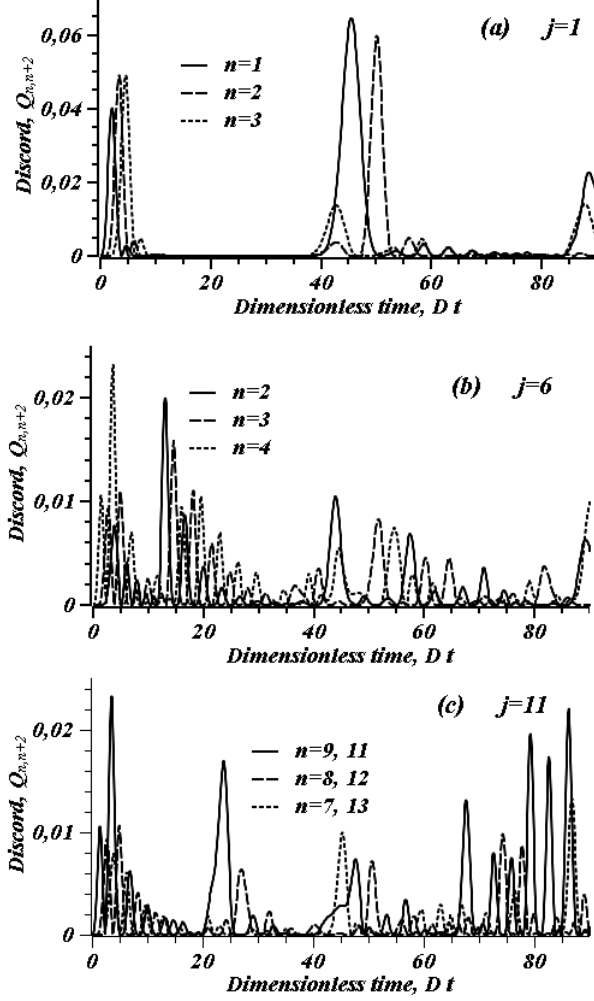 (a) j=1
0,06
0,04
0,02
0
Discord, Qn,n+2
n=1
n=2
n=3
0 20 40 60 80
Dimensionless time, D t
(b) j=6
0,02
0,01
0
Discord, Qn,n+2
n=2
n=3
n=4
0 20 40 60 80
Dimensionless time, D t
(c) j=11
0,02
0,01
0
Discord, Qn,n+2
n=9, 11
n=8, 12
n=7, 13
0 20 40 60 80
Dimensionless time, D t